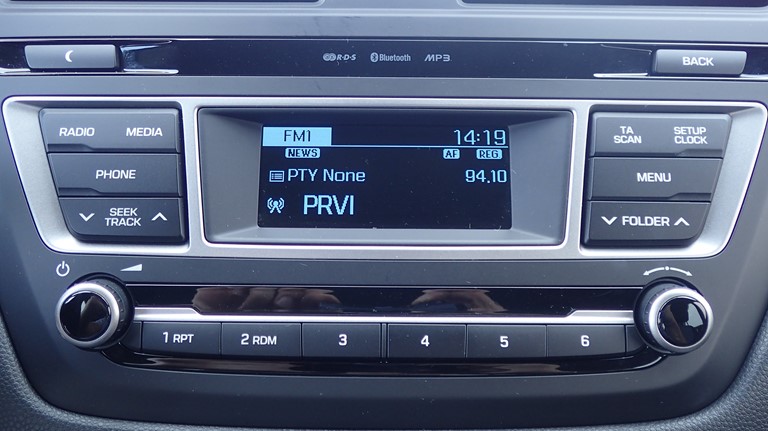 R·D·S Bluetooth MP3
BACK
RADIO MEDIA
PHONE
SEEK
TRACK
FM1 14:19
NEWS AF REG
PTY None 94.10
PRVI
TA
SCAN
SETUP
CLOCK
MENU
FOLDER
1 RPT 2 RDM 3 4 5 6